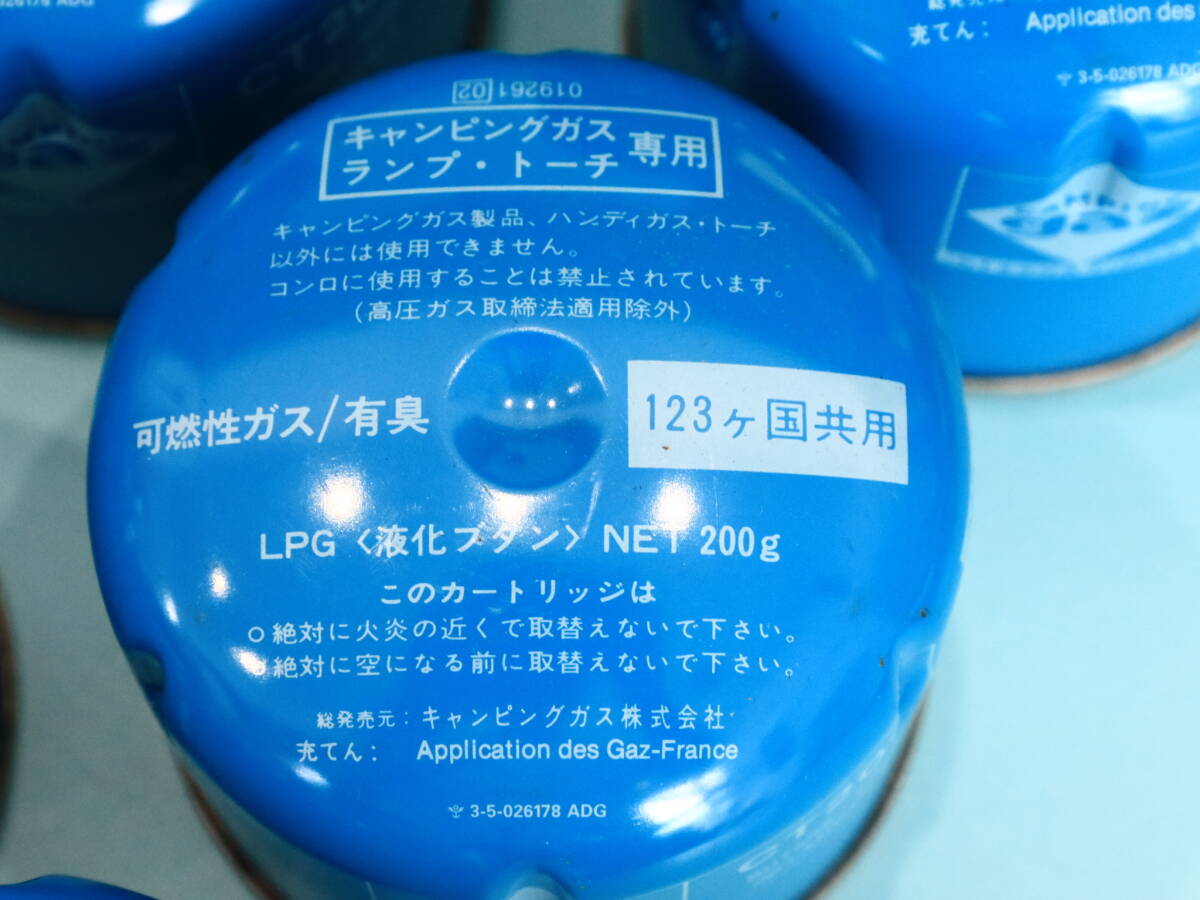 019261 02
キャンピングガス
ランプ・トーチ 専用
キャンピングガス製品、ハンディガス・トーチ
以外には使用できません。
コンロに使用することは禁止されています。
(高圧ガス取締法適用除外)
可燃性ガス/有臭
123ヶ国共用
LPG〈液化ブタン〉NET 200g
このカートリッジは
○絶対に火炎の近くで取替えないで下さい。
○絶対に空になる前に取替えないで下さい。
総発売元:キャンピングガス株式会社
充てん: Application des Gaz-France
3-5-026178 ADG
充てん: Application des
3-5-026178 ADG
ADG